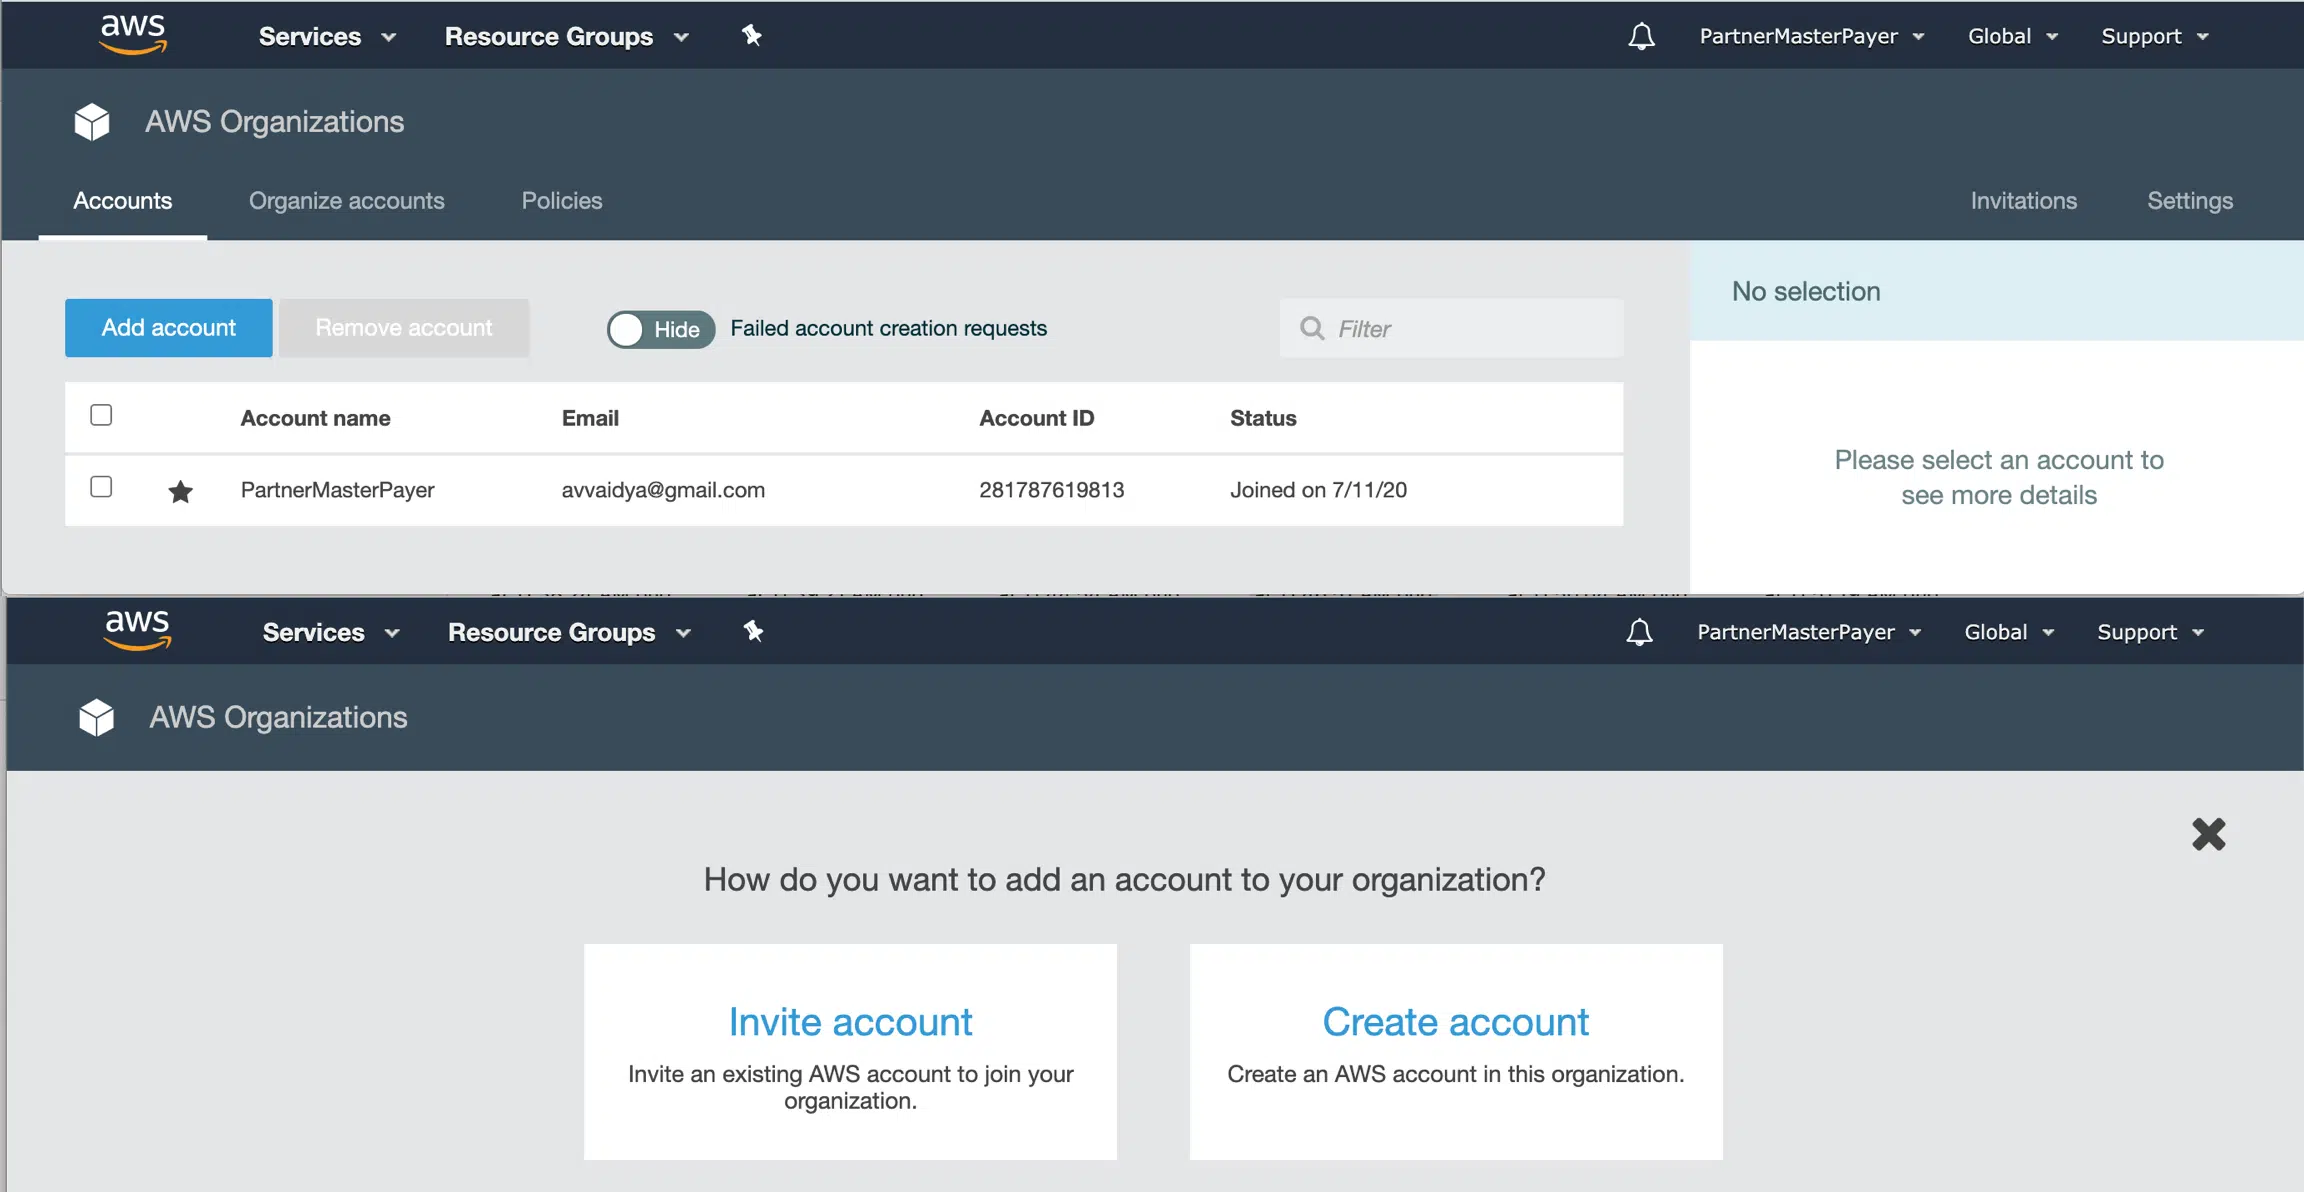 aws Services Resource Groups PartnerMasterPayer Global Support
AWS Organizations
Accounts Organize accounts Policies Invitations Settings
No selection
Add account Remove account Hide Failed account creation requests Filter
Account name Email Account ID Status
PartnerMasterPayer avvaidya@gmail.com 281787619813 Joined on 7/11/20
Please select an account to
see more details
aws Services Resource Groups PartnerMasterPayer Global Support
AWS Organizations
How do you want to add an account to your organization?
Invite account
Invite an existing AWS account to join your
organization.
Create account
Create an AWS account in this organization.